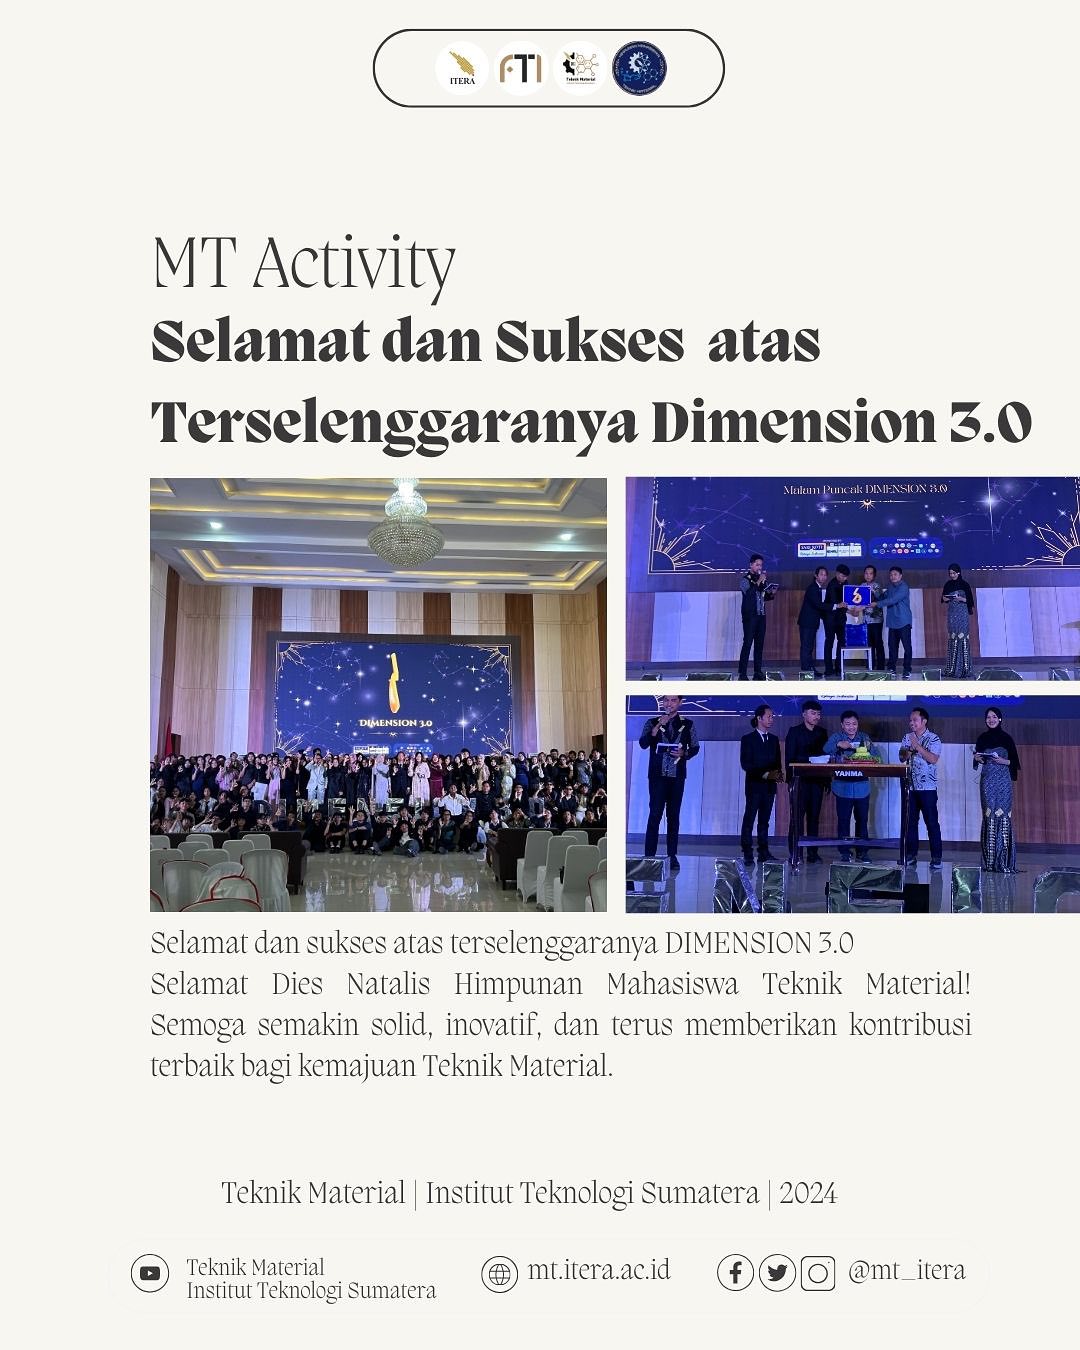 ITERA
FTI
Teknik Material
MT Activity
Selamat dan Sukses atas
Terselenggaranya Dimension 3.0
DIMENSION 3.0
Malam Puncak DIMENSION 3.0
YANMA
Selamat dan sukses atas terselenggaranya DIMENSION 3.0
Selamat Dies Natalis Himpunan Mahasiswa Teknik Material!
Semoga semakin solid, inovatif, dan terus memberikan kontribusi
terbaik bagi kemajuan Teknik Material.
Teknik Material | Institut Teknologi Sumatera | 2024
Teknik Material
Institut Teknologi Sumatera
mt.itera.ac.id
@mt_itera